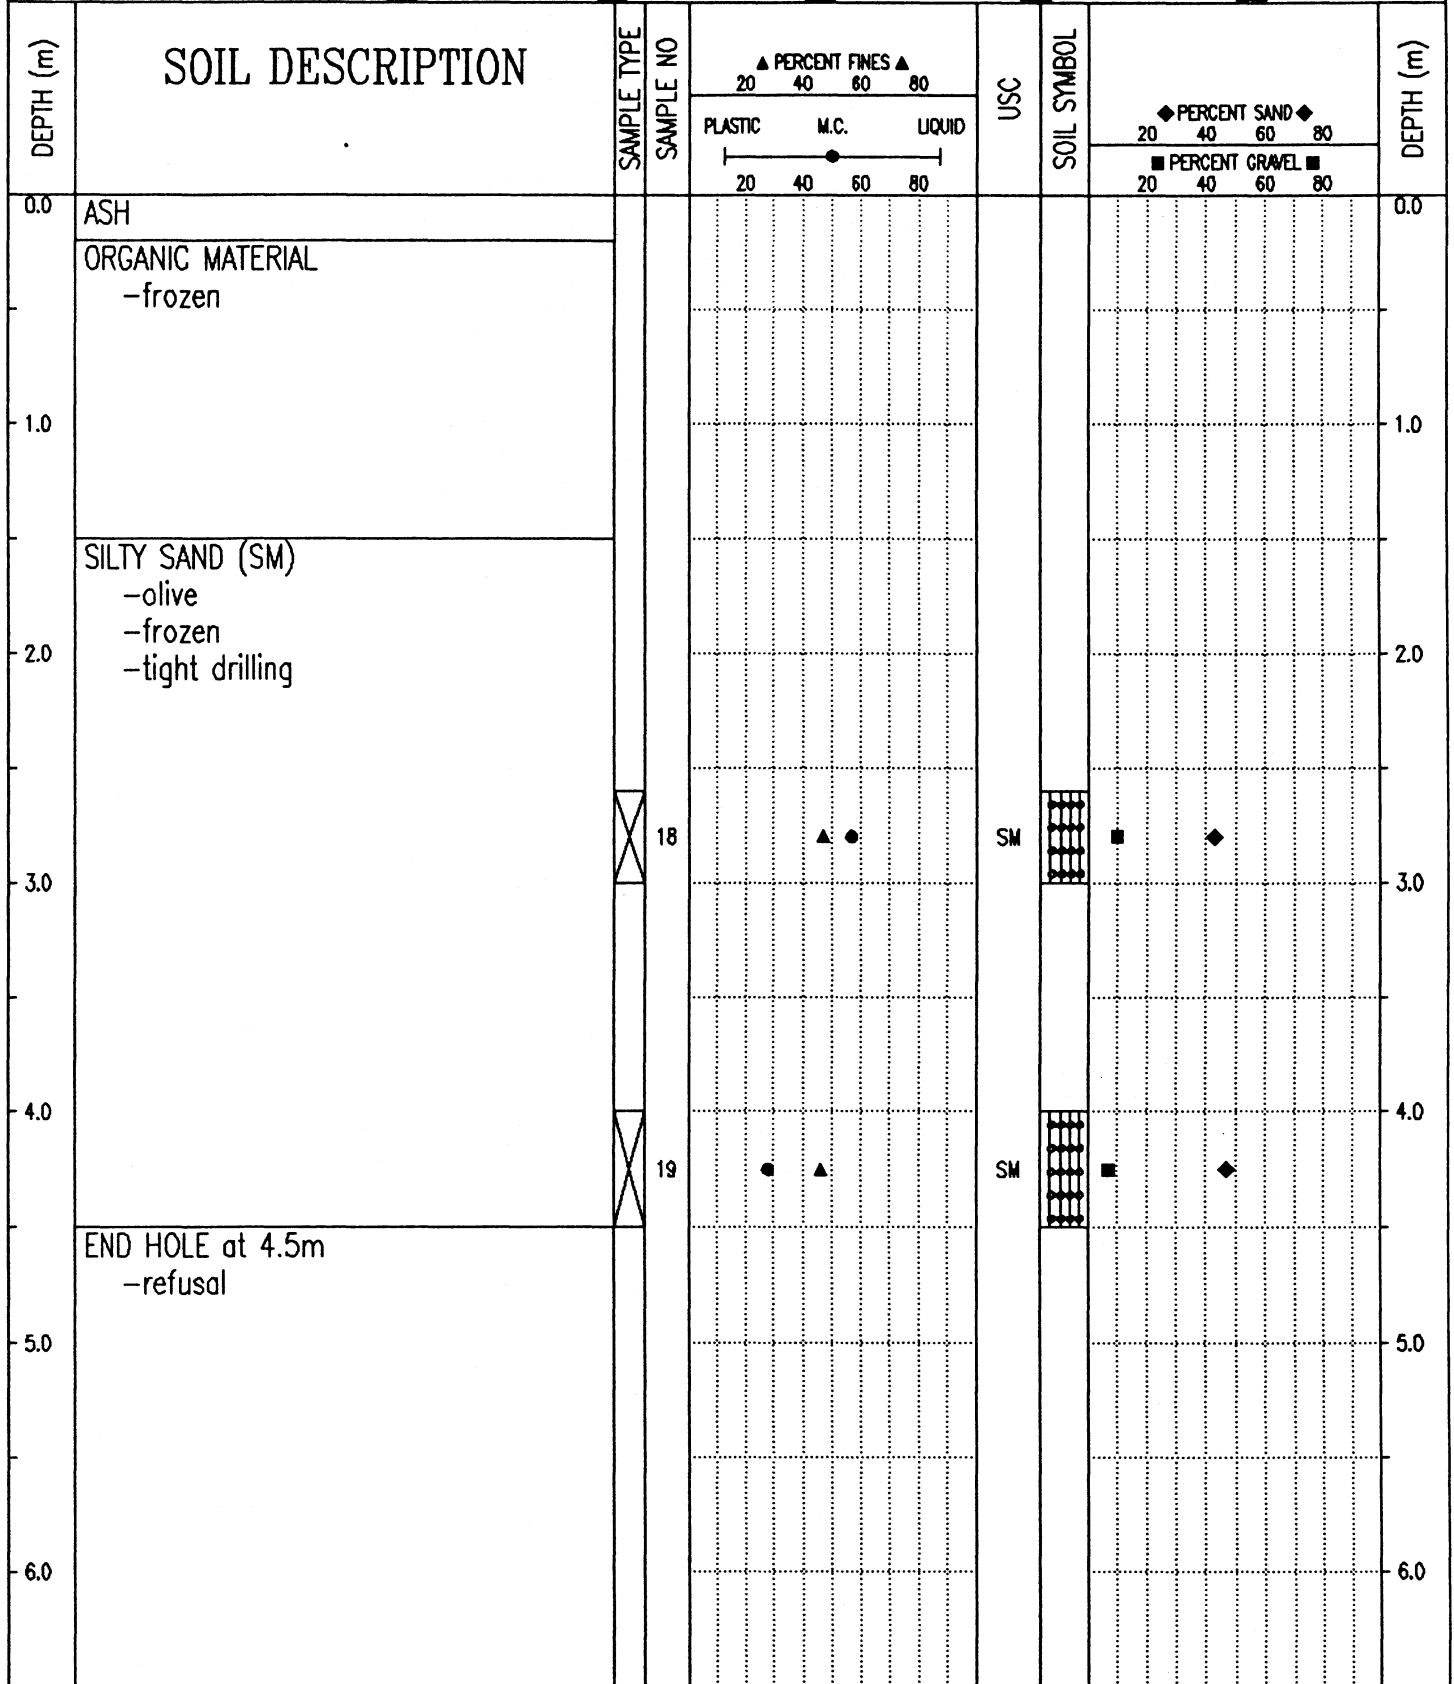 DEPTH (m)
SOIL DESCRIPTION
SAMPLE TYPE
SAMPLE NO
▲ PERCENT FINES ▲
20 40 60 80
PLASTIC M.C. LIQUID
20 40 60 80
USC
SOIL SYMBOL
◆ PERCENT SAND ◆
20 40 60 80
■ PERCENT GRAVEL ■
20 40 60 80
DEPTH (m)
0.0 ASH 0.0
ORGANIC MATERIAL
-frozen
1.0 1.0
SILTY SAND (SM)
-olive
-frozen
2.0 2.0
-tight drilling
18 SM
3.0 3.0
4.0 4.0
19 SM
END HOLE at 4.5m
-refusal
5.0 5.0
6.0 6.0